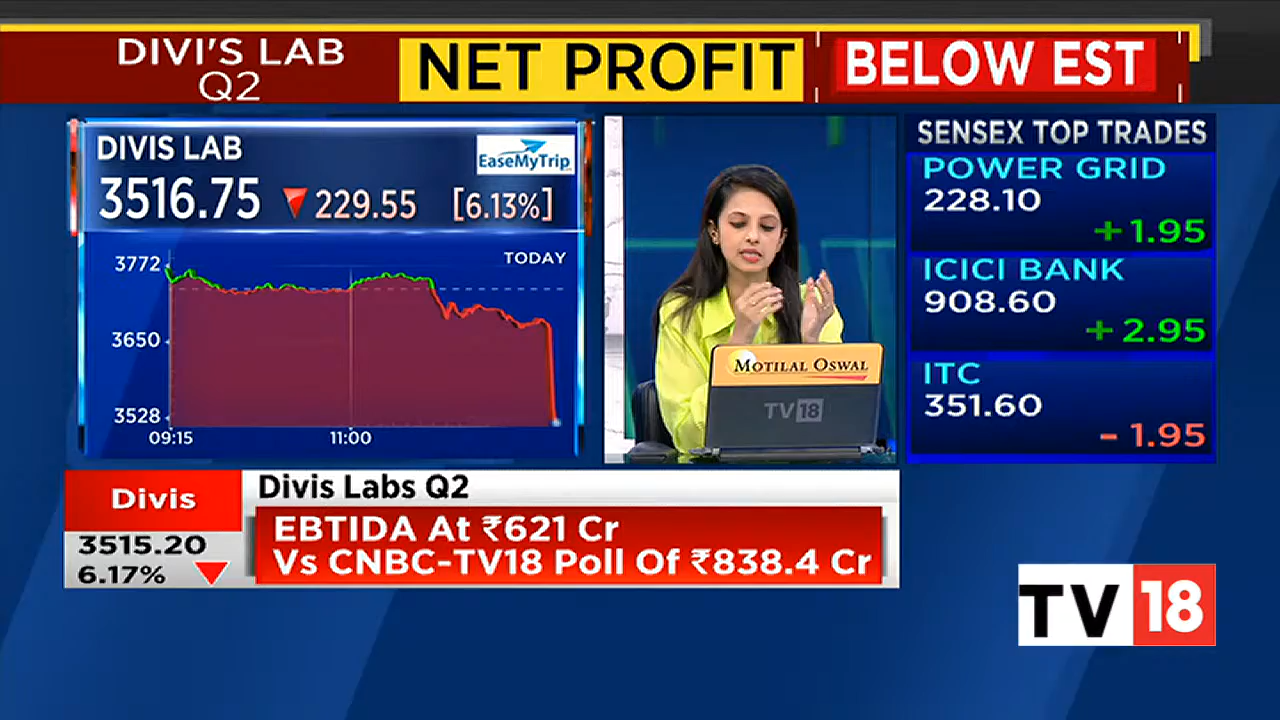 DIVI'S LAB
Q2
NET PROFIT
BELOW EST
DIVIS LAB
EaseMyTrip
3516.75 229.55 [6.13%]
TODAY
3772
3650
3528
09:15
11:00
MOTILAL OSWAL
TV18
SENSEX TOP TRADES
POWER GRID
228.10
+1.95
ICICI BANK
908.60
+2.95
ITC
351.60
-1.95
Divis
3515.20
6.17%
Divis Labs Q2
EBTIDA At ₹621 Cr
Vs CNBC-TV18 Poll Of ₹838.4 Cr
TV18